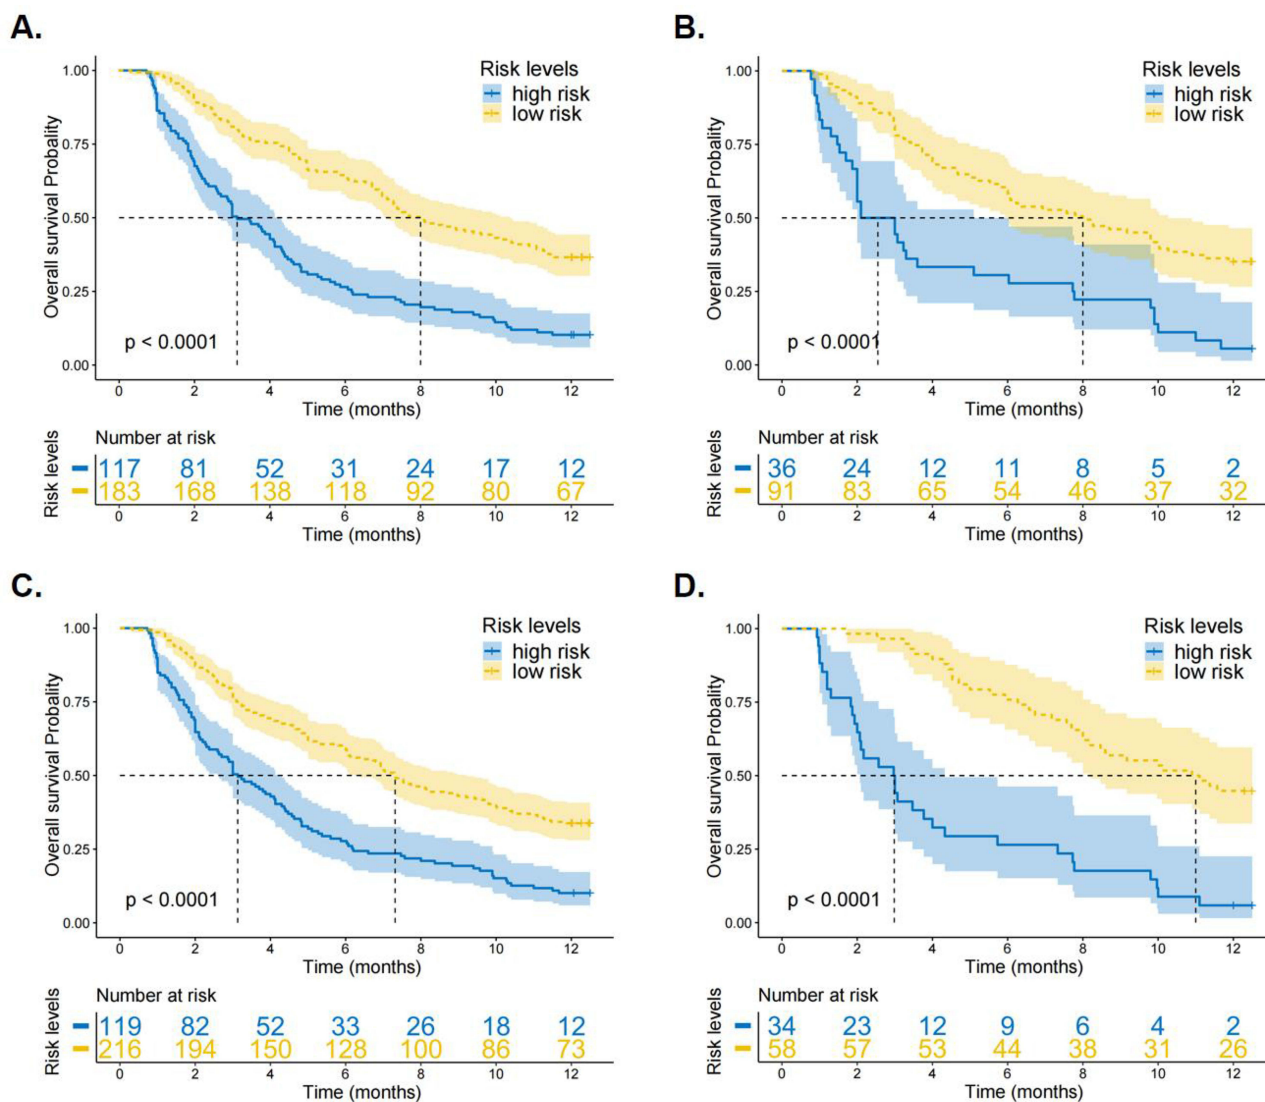 A.
Overall survival Probality
1.00
0.75
0.50
0.25
0.00
Risk levels
high risk
low risk
p < 0.0001
0 2 4 6 8 10 12
Time (months)
Number at risk
Risk levels
117 81 52 31 24 17 12
183 168 138 118 92 80 67
0 2 4 6 8 10 12
Time (months)
B.
Overall survival Probality
1.00
0.75
0.50
0.25
0.00
Risk levels
high risk
low risk
p < 0.0001
0 2 4 6 8 10 12
Time (months)
Number at risk
Risk levels
36 24 12 11 8 5 2
91 83 65 54 46 37 32
0 2 4 6 8 10 12
Time (months)
C.
Overall survival Probality
1.00
0.75
0.50
0.25
0.00
Risk levels
high risk
low risk
p < 0.0001
0 2 4 6 8 10 12
Time (months)
Number at risk
Risk levels
119 82 52 33 26 18 12
216 194 150 128 100 86 73
0 2 4 6 8 10 12
Time (months)
D.
Overall survival Probality
1.00
0.75
0.50
0.25
0.00
Risk levels
high risk
low risk
p < 0.0001
0 2 4 6 8 10 12
Time (months)
Number at risk
Risk levels
34 23 12 9 6 4 2
58 57 53 44 38 31 26
0 2 4 6 8 10 12
Time (months)